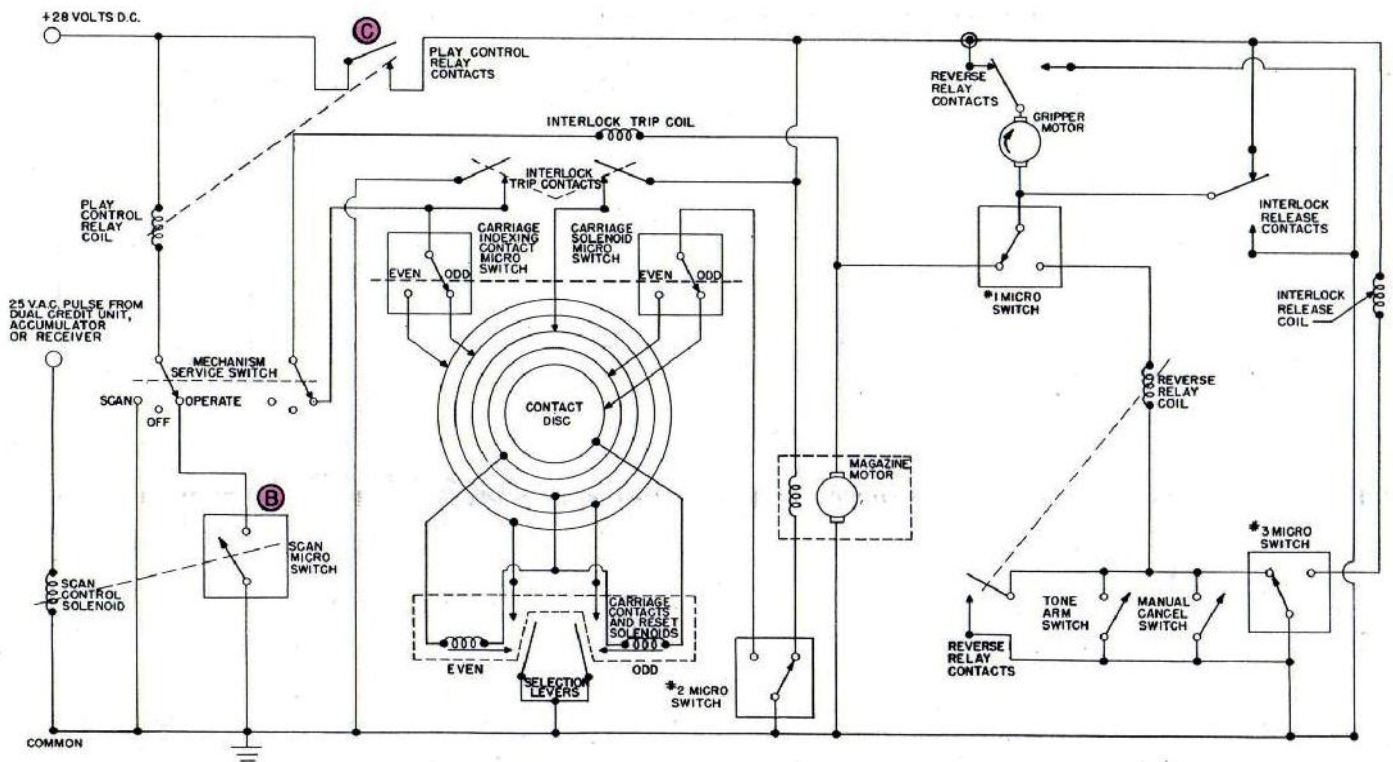 +28 VOLTS D.C.
C
PLAY CONTROL
RELAY
CONTACTS
REVERSE
RELAY
CONTACTS
GRIPPER
MOTOR
INTERLOCK TRIP COIL
INTERLOCK
TRIP CONTACTS
PLAY
CONTROL
RELAY
COIL
CARRIAGE
INDEXING
CONTACT
MICRO
SWITCH
CARRIAGE
SOLENOID
MICRO
SWITCH
INTERLOCK
RELEASE
CONTACTS
EVEN
ODD
EVEN
ODD
#1 MICRO
SWITCH
INTERLOCK
RELEASE
COIL
25 V.A.C. PULSE FROM
DUAL CREDIT UNIT,
ACCUMULATOR
OR RECEIVER
MECHANISM
SERVICE SWITCH
SCAN
OPERATE
OFF
CONTACT
DISC
REVERSE
RELAY
COIL
MAGAZINE
MOTOR
B
SCAN
MICRO
SWITCH
#3 MICRO
SWITCH
SCAN
CONTROL
SOLENOID
CARRIAGE
CONTACTS
AND RESET
SOLENOIDS
TONE
ARM
SWITCH
MANUAL
CANCEL
SWITCH
REVERSE
RELAY
CONTACTS
EVEN
ODD
SELECTION
LEVERS
#2 MICRO
SWITCH
COMMON